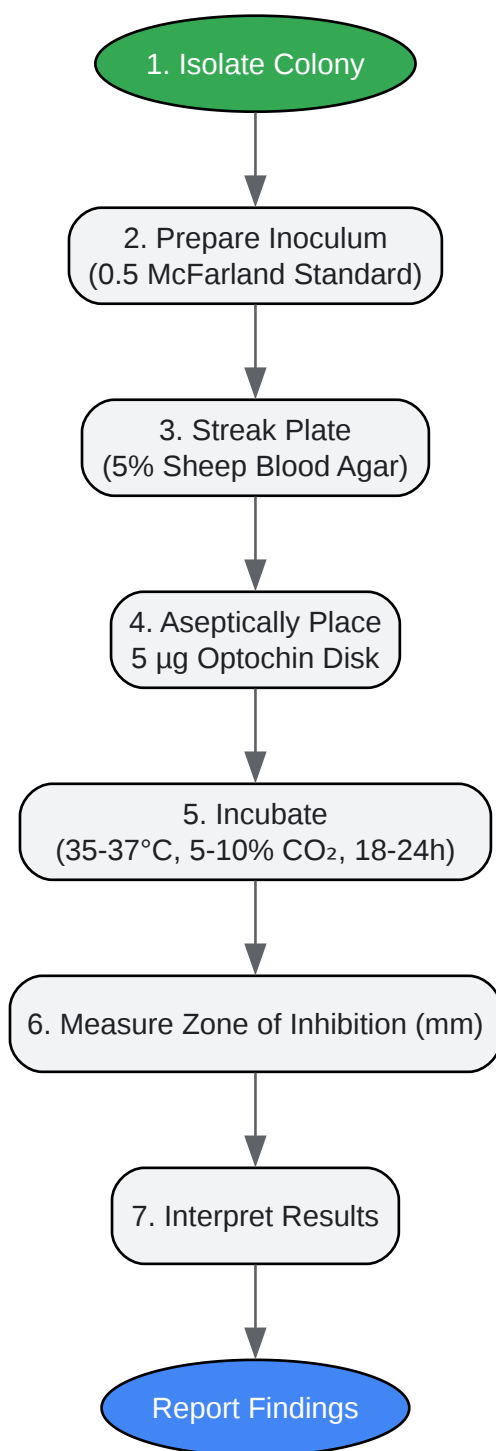 1. Isolate Colony
2. Prepare Inoculum
(0.5 McFarland Standard)
3. Streak Plate
(5% Sheep Blood Agar)
4. Aseptically Place
5 µg Optochin Disk
5. Incubate
(35-37°C, 5-10% CO₂, 18-24h)
6. Measure Zone of Inhibition (mm)
7. Interpret Results
Report Findings